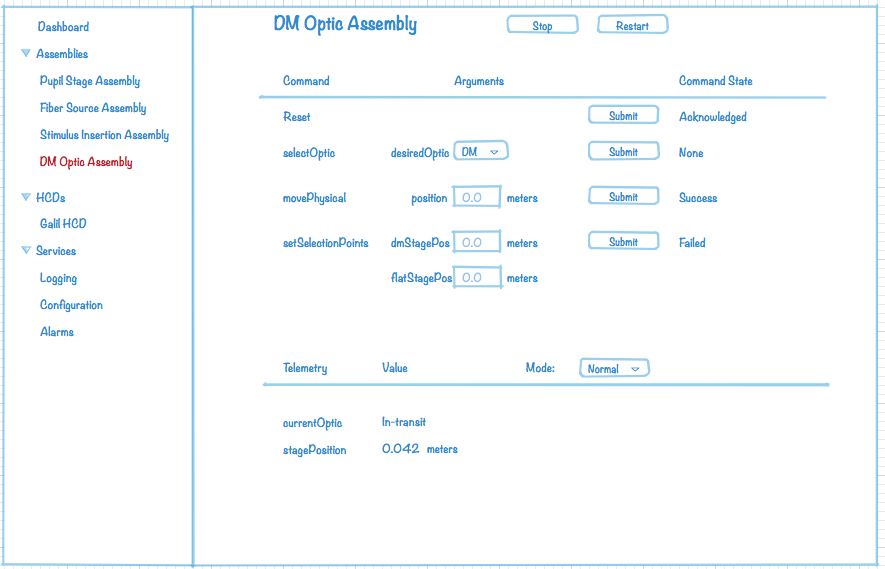 Dashboard
Assemblies
Pupil Stage Assembly
Fiber Source Assembly
Stimulus Insertion Assembly
DM Optic Assembly
HCDs
Galil HCD
Services
Logging
Configuration
Alarms
DM Optic Assembly Stop Restart
Command Arguments Command State
Reset Submit Acknowledged
selectOptic desiredOptic DM Submit None
movePhysical position 0.0 meters Submit Success
setSelectionPoints dmStagePos 0.0 meters Submit Failed
flatStagePos 0.0 meters
Telemetry Value Mode: Normal
currentOptic In-transit
stagePosition 0.042 meters